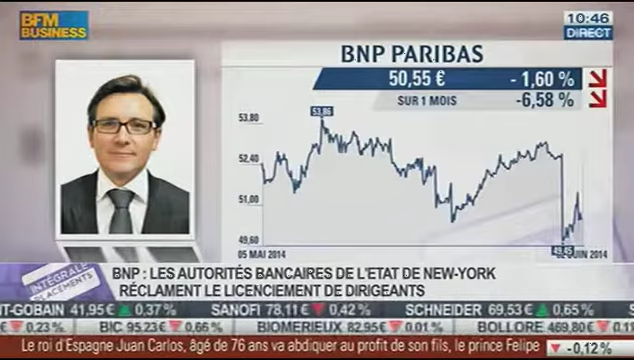 BFM
BUSINESS
10:46
DIRECT
BNP PARIBAS
50,55 € - 1,60 %
SUR 1 MOIS -6,58 %
53,80
53,86
52,40
51,00
49,60
49,45
05 MAI 2014
JUIN 2014
INTÉGRALE
PLACEMENTS
BNP : LES AUTORITÉS BANCAIRES DE L'ETAT DE NEW-YORK
RÉCLAMENT LE LICENCIEMENT DE DIRIGEANTS
T-GOBAIN 41,95 € 0,37 % SANOFI 78,11 € 0,42 % SCHNEIDER 69,53 € 0,65 %
€ 0,23 % BIC 95,23 € 0,66 % BIOMERIEUX 82,95 € 0,01 % BOLLORE 469,80 € 0,1
Le roi d'Espagne Juan Carlos, âgé de 76 ans va abdiquer au profit de son fils, le prince Felipe -0,12%